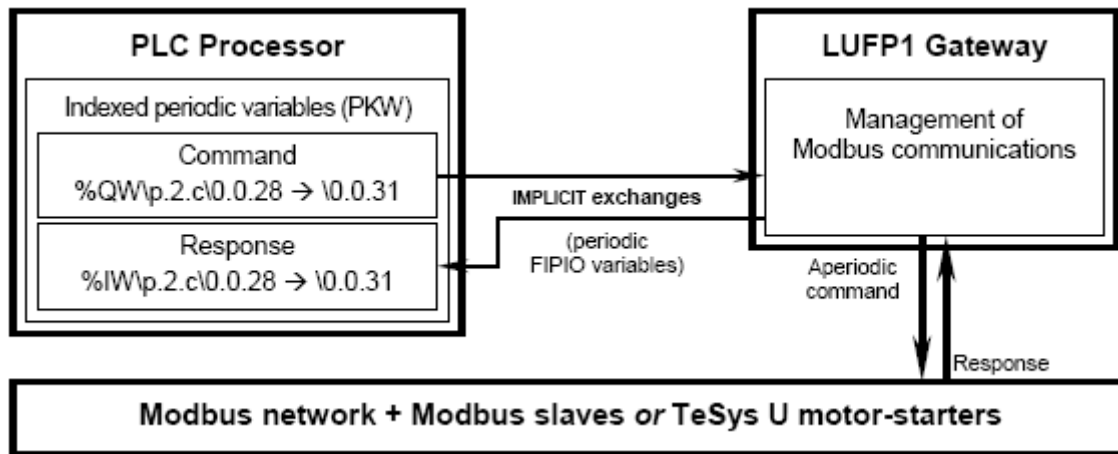 PLC Processor
Indexed periodic variables (PKW)
Command
%QW\p.2.c\0.0.28 → \0.0.31
Response
%IW\p.2.c\0.0.28 → \0.0.31
IMPLICIT exchanges
(periodic
FIPIO variables)
LUFP1 Gateway
Management of
Modbus communications
Aperiodic
command
Response
Modbus network + Modbus slaves or TeSys U motor-starters